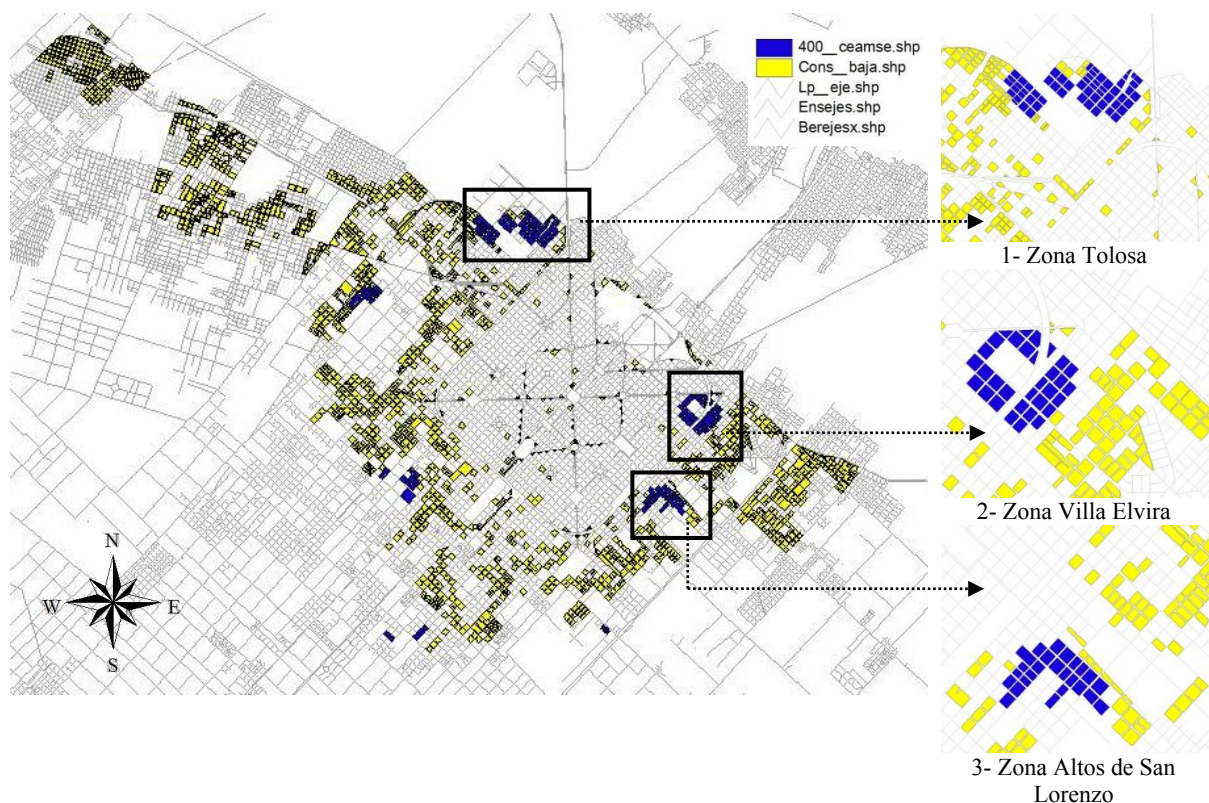 400__ceamse.shp
Cons__baja.shp
Lp__eje.shp
Ensejes.shp
Berejesx.shp
1- Zona Tolosa
2- Zona Villa Elvira
N
W
E
S
3- Zona Altos de San
Lorenzo